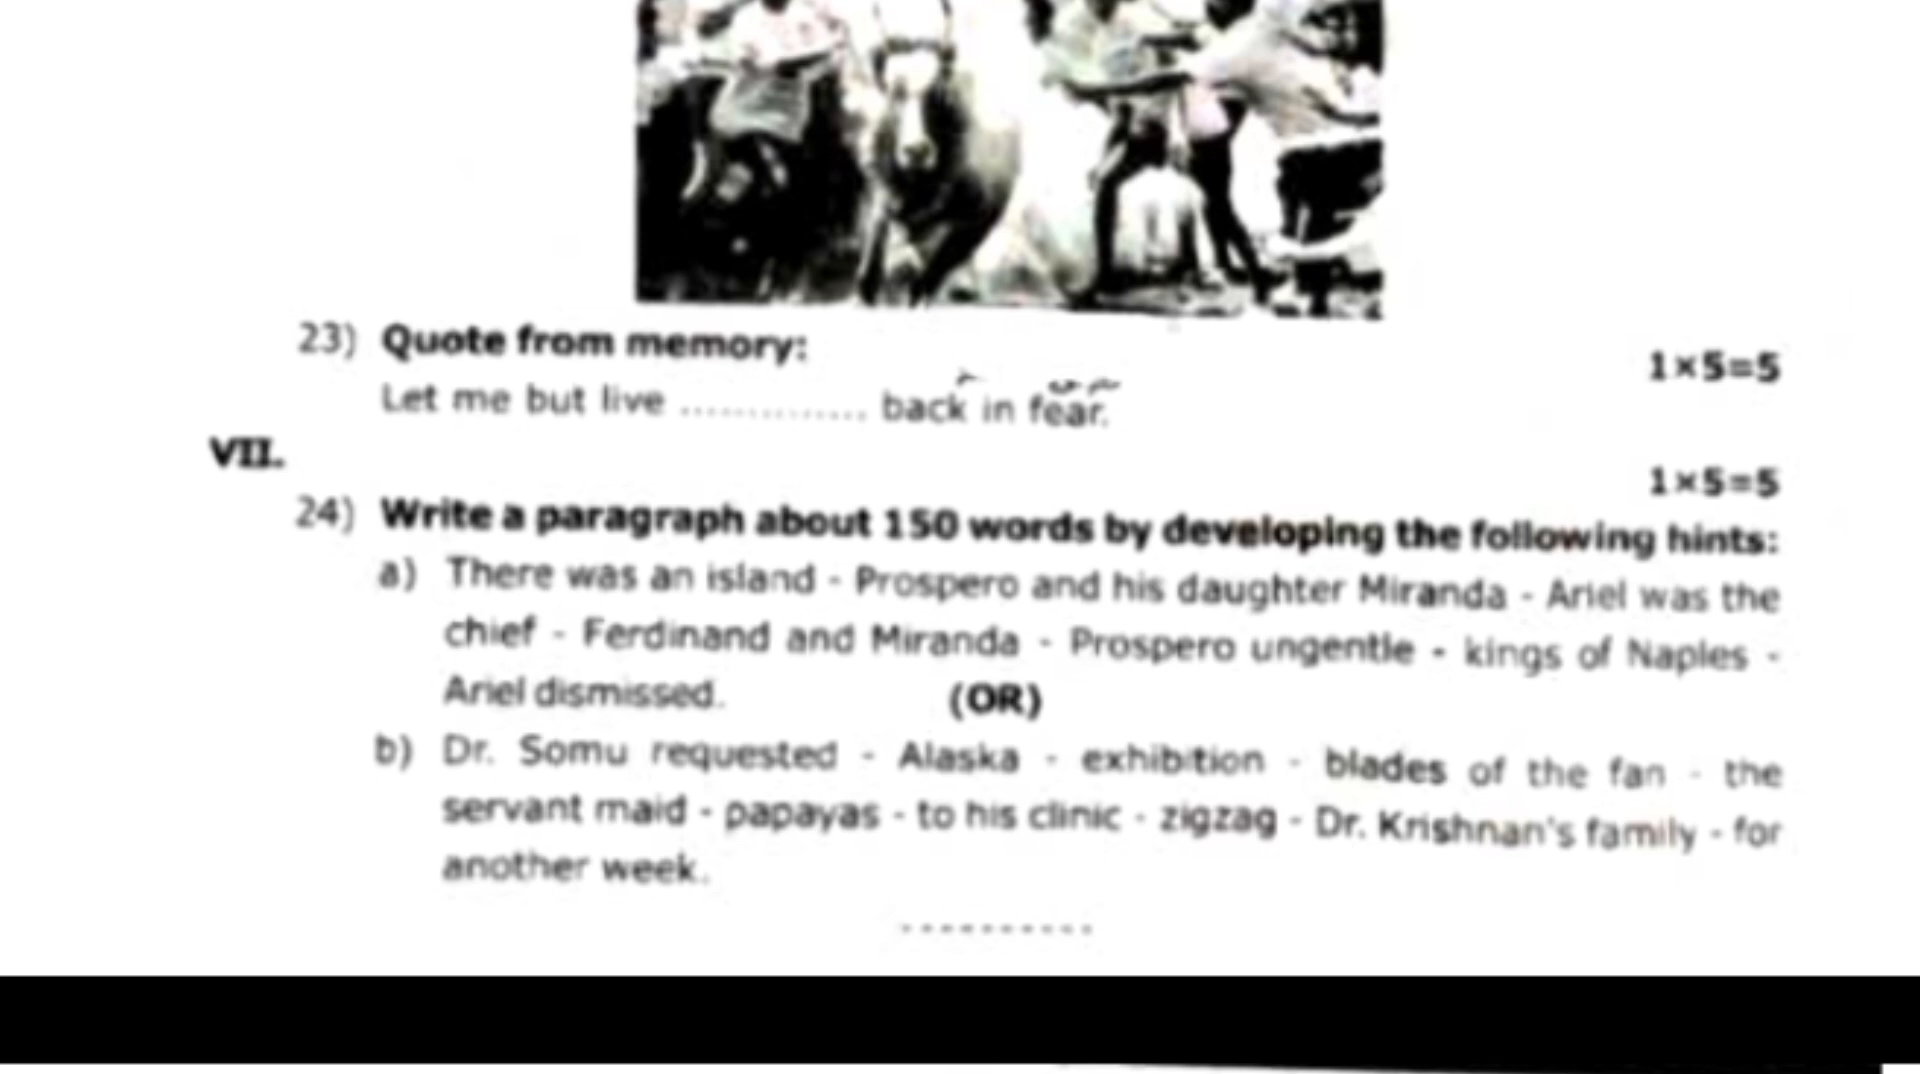 23) Quote from memory: 1×5=5
Let me but live .............. back in fear.
VII. 1×5=5
24) Write a paragraph about 150 words by developing the following hints:
a) There was an island - Prospero and his daughter Miranda - Ariel was the
chief - Ferdinand and Miranda - Prospero ungentle - kings of Naples -
Ariel dismissed. (OR)
b) Dr. Somu requested - Alaska - exhibition - blades of the fan - the
servant maid - papayas - to his clinic - zigzag - Dr. Krishnan's family - for
another week.